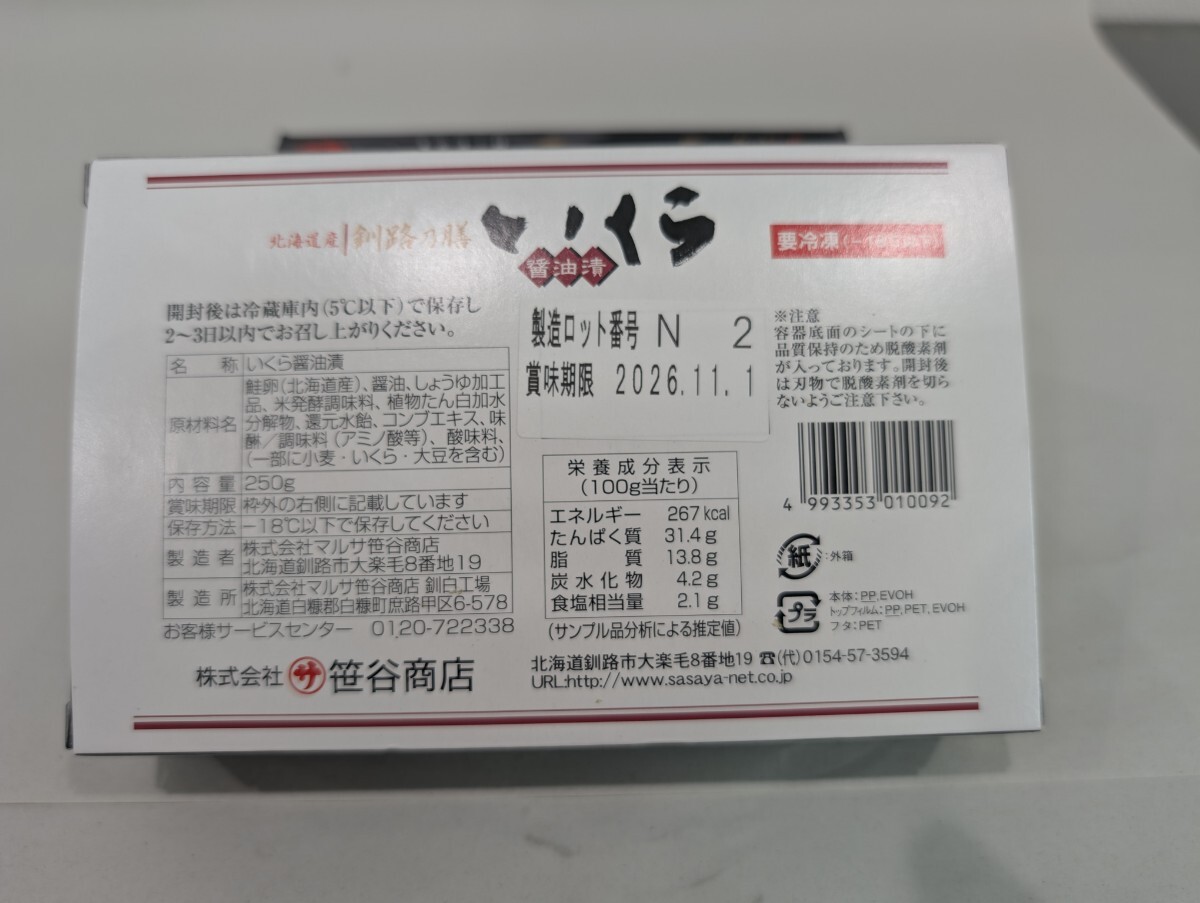 北海道産 釧路乃膳
いくら
醤油漬
要冷凍(-18℃以下)
開封後は冷蔵庫内(5℃以下)で保存し
2〜3日以内でお召し上がりください。
名称 いくら醤油漬
原材料名 鮭卵(北海道産)、醤油、しょうゆ加工
品、米発酵調味料、植物たん白加水
分解物、還元水飴、コンブエキス、味
醂／調味料(アミノ酸等)、酸味料、
(一部に小麦・いくら・大豆を含む)
内容量 250g
賞味期限 枠外の右側に記載しています
保存方法 −18℃以下で保存してください
製造者 株式会社マルサ笹谷商店
北海道釧路市大楽毛8番地19
製造所 株式会社マルサ笹谷商店 釧白工場
北海道白糠郡白糠町庶路甲区6-578
お客様サービスセンター 0120-722338
株式会社 サ 笹谷商店
製造ロット番号 N 2
賞味期限 2026.11.1
栄養成分表示
(100g当たり)
エネルギー 267kcal
たんぱく質 31.4g
脂質 13.8g
炭水化物 4.2g
食塩相当量 2.1g
(サンプル品分析による推定値)
北海道釧路市大楽毛8番地19 ☎(代)0154-57-3594
URL:http://www.sasaya-net.co.jp
※注意
容器底面のシートの下に
品質保持のため脱酸素剤
が入っております。開封後
は刃物で脱酸素剤を切ら
ないようご注意下さい。
4 993353 010092
紙 :外箱
プラ 本体:PP,EVOH
トップフィルム:PP,PET,EVOH
フタ:PET